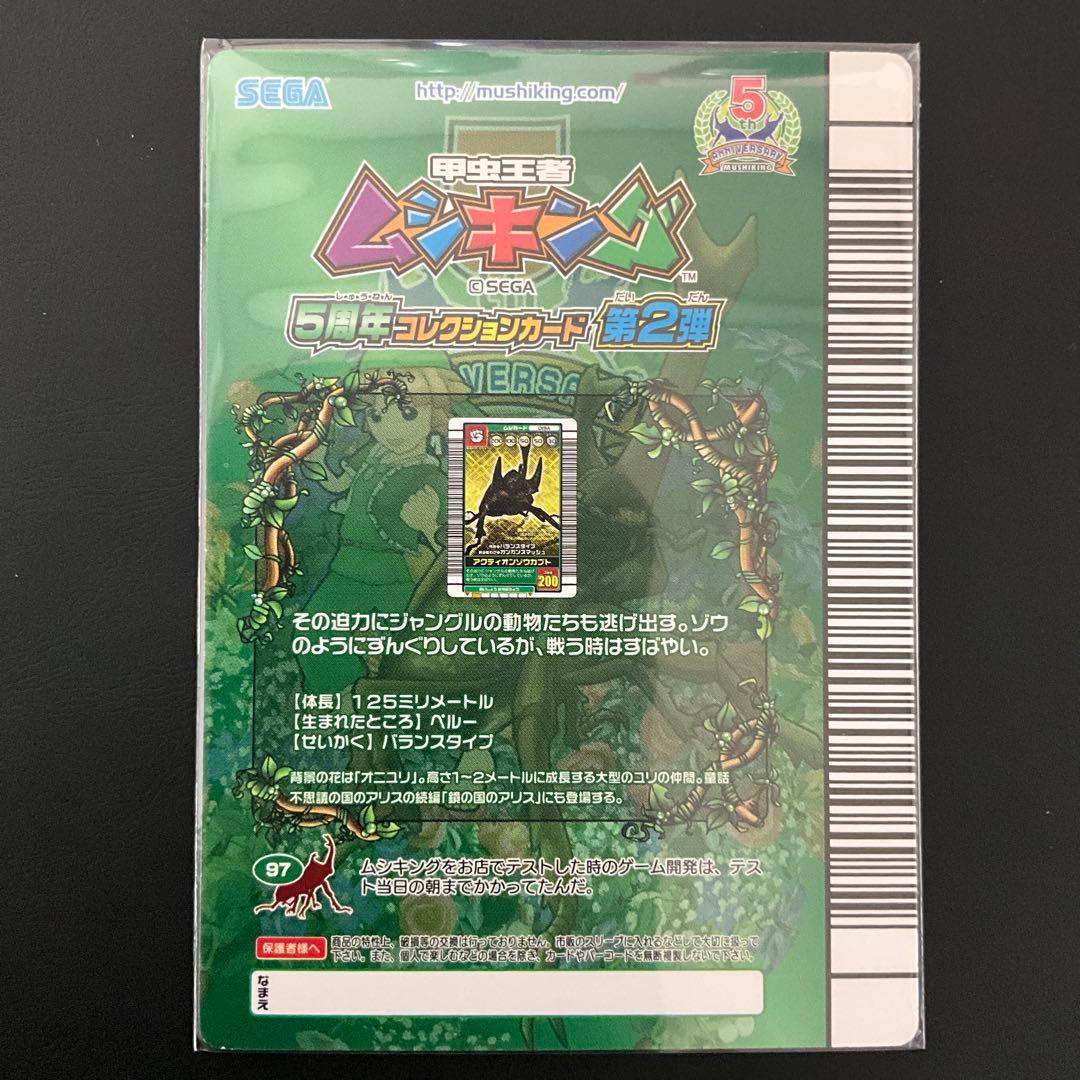 SEGA
http://mushiking.com/
5
th
ANNIVERSARY
MUSHIKING
甲虫王者
ムシキング
TM
©SEGA
しゅうねん
だい
だん
5周年コレクションカード 第2弾
VERSA
ムシカード
200 100 50 50
バランスタイプ
ガンガンスマッシュ
アクティオンゾウカブト
200
その迫力にジャングルの動物たちも逃げ出す。ゾウ
のようにずんぐりしているが、戦う時はすばやい。
【体長】125ミリメートル
【生まれたところ】ペルー
【せいかく】バランスタイプ
背景の花は「オニユリ」。高さ1~2メートルに成長する大型のユリの仲間。童話
不思議の国のアリスの続編「鏡の国のアリス」にも登場する。
97
ムシキングをお店でテストした時のゲーム開発は、テス
ト当日の朝までかかってたんだ。
保護者様へ
商品の特性上、破損等の交換は行っておりません。市販のスリーブに入れるなどして大切に扱って
下さい。また、個人で楽しむなどの場合を除き、カードやバーコードを無断複製しないで下さい。
なまえ